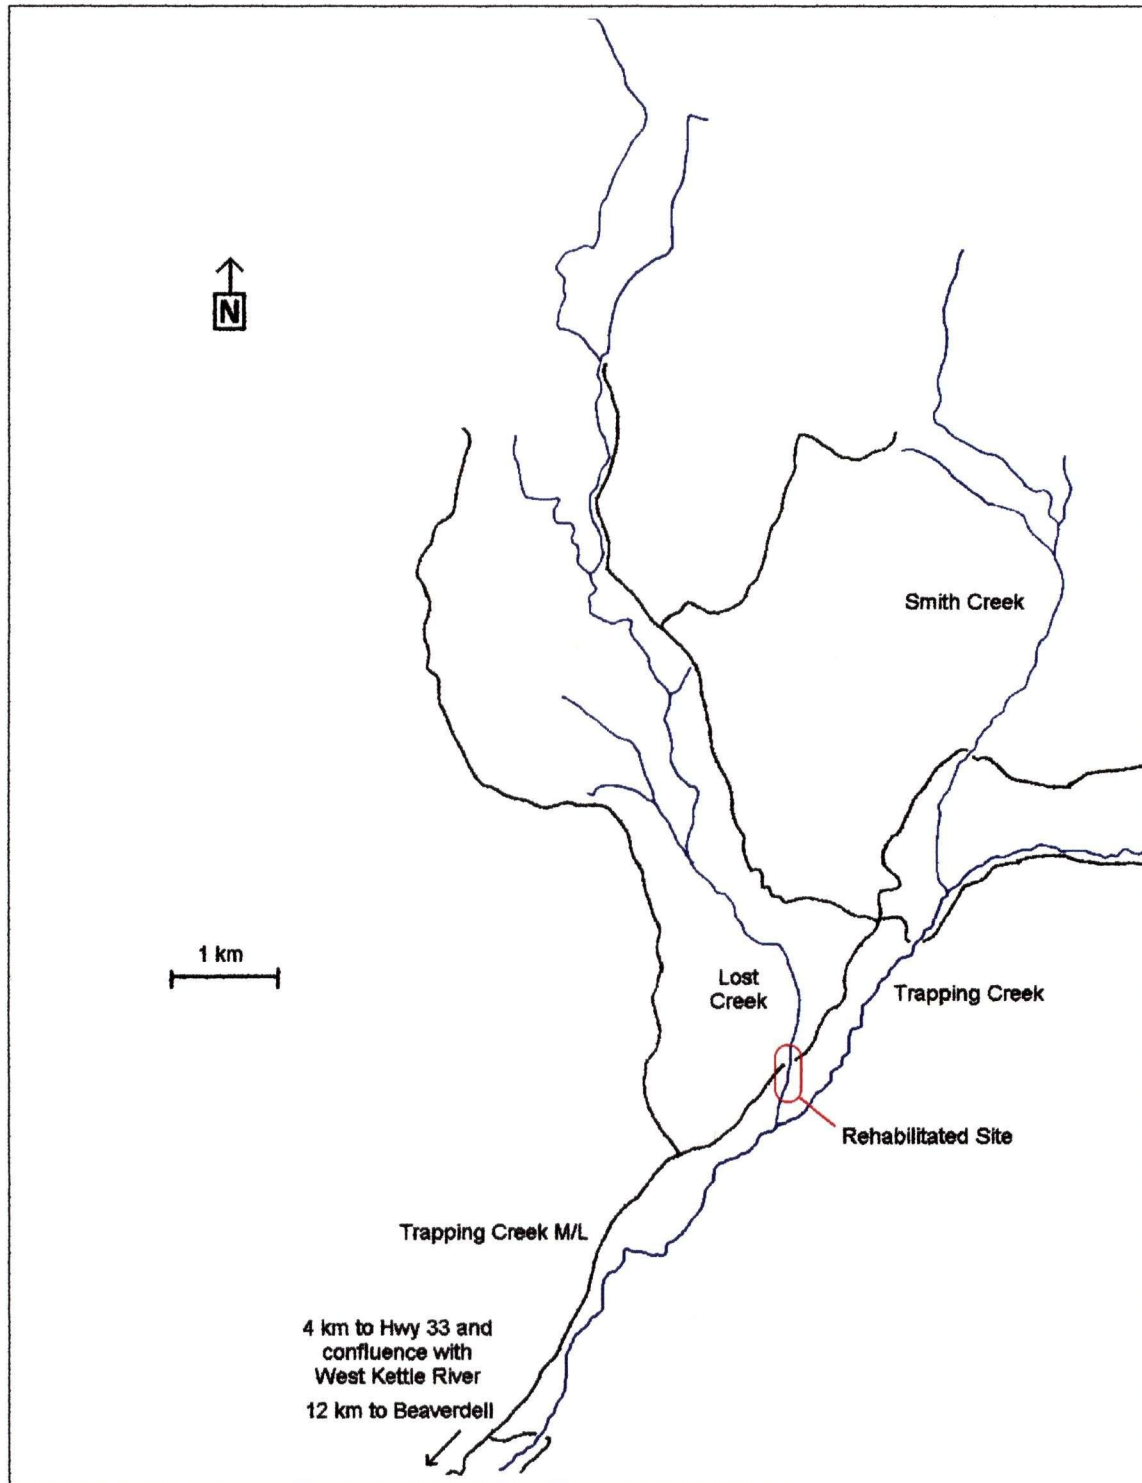 N
Smith Creek
1 km
Lost
Creek
Trapping Creek
Rehabilitated Site
Trapping Creek M/L
4 km to Hwy 33 and
confluence with
West Kettle River
12 km to Beaverdell